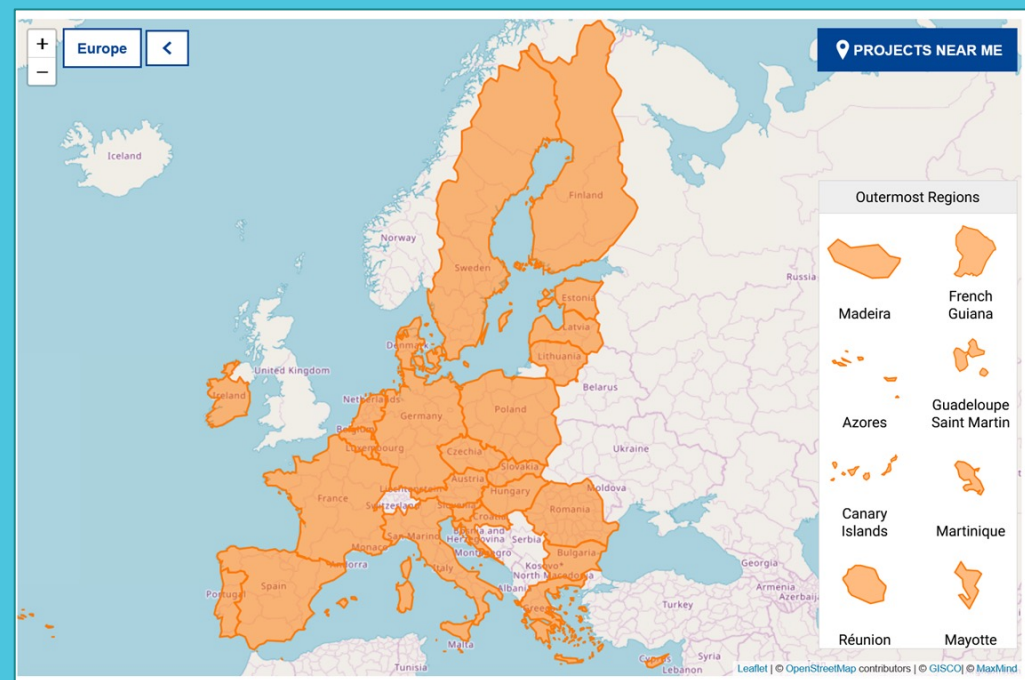 +
−
Europe
<
PROJECTS NEAR ME
Iceland
Finland
Norway
Sweden
Russia
Estonia
Latvia
Denmark
Lithuania
United Kingdom
Belarus
Ireland
Netherlands
Germany
Poland
Belgium
Luxembourg
Czechia
Ukraine
Slovakia
Austria
Liechtenstein
Hungary
Moldova
France
Switzerland
Slovenia
Romania
Croatia
San Marino
Bosnia and
Herzegovina
Serbia
Monaco
Montenegro
Bulgaria
Andorra
Italy
Kosovo*
North Macedonia
Georgia
Spain
Portugal
Albania
Armenia
Azerbaij
Greece
Turkey
Malta
Cyprus
Syria
Tunisia
Lebanon
Outermost Regions
Madeira
French
Guiana
Azores
Guadeloupe
Saint Martin
Canary
Islands
Martinique
Réunion
Mayotte
Leaflet | © OpenStreetMap contributors | © GISCO| © MaxMind